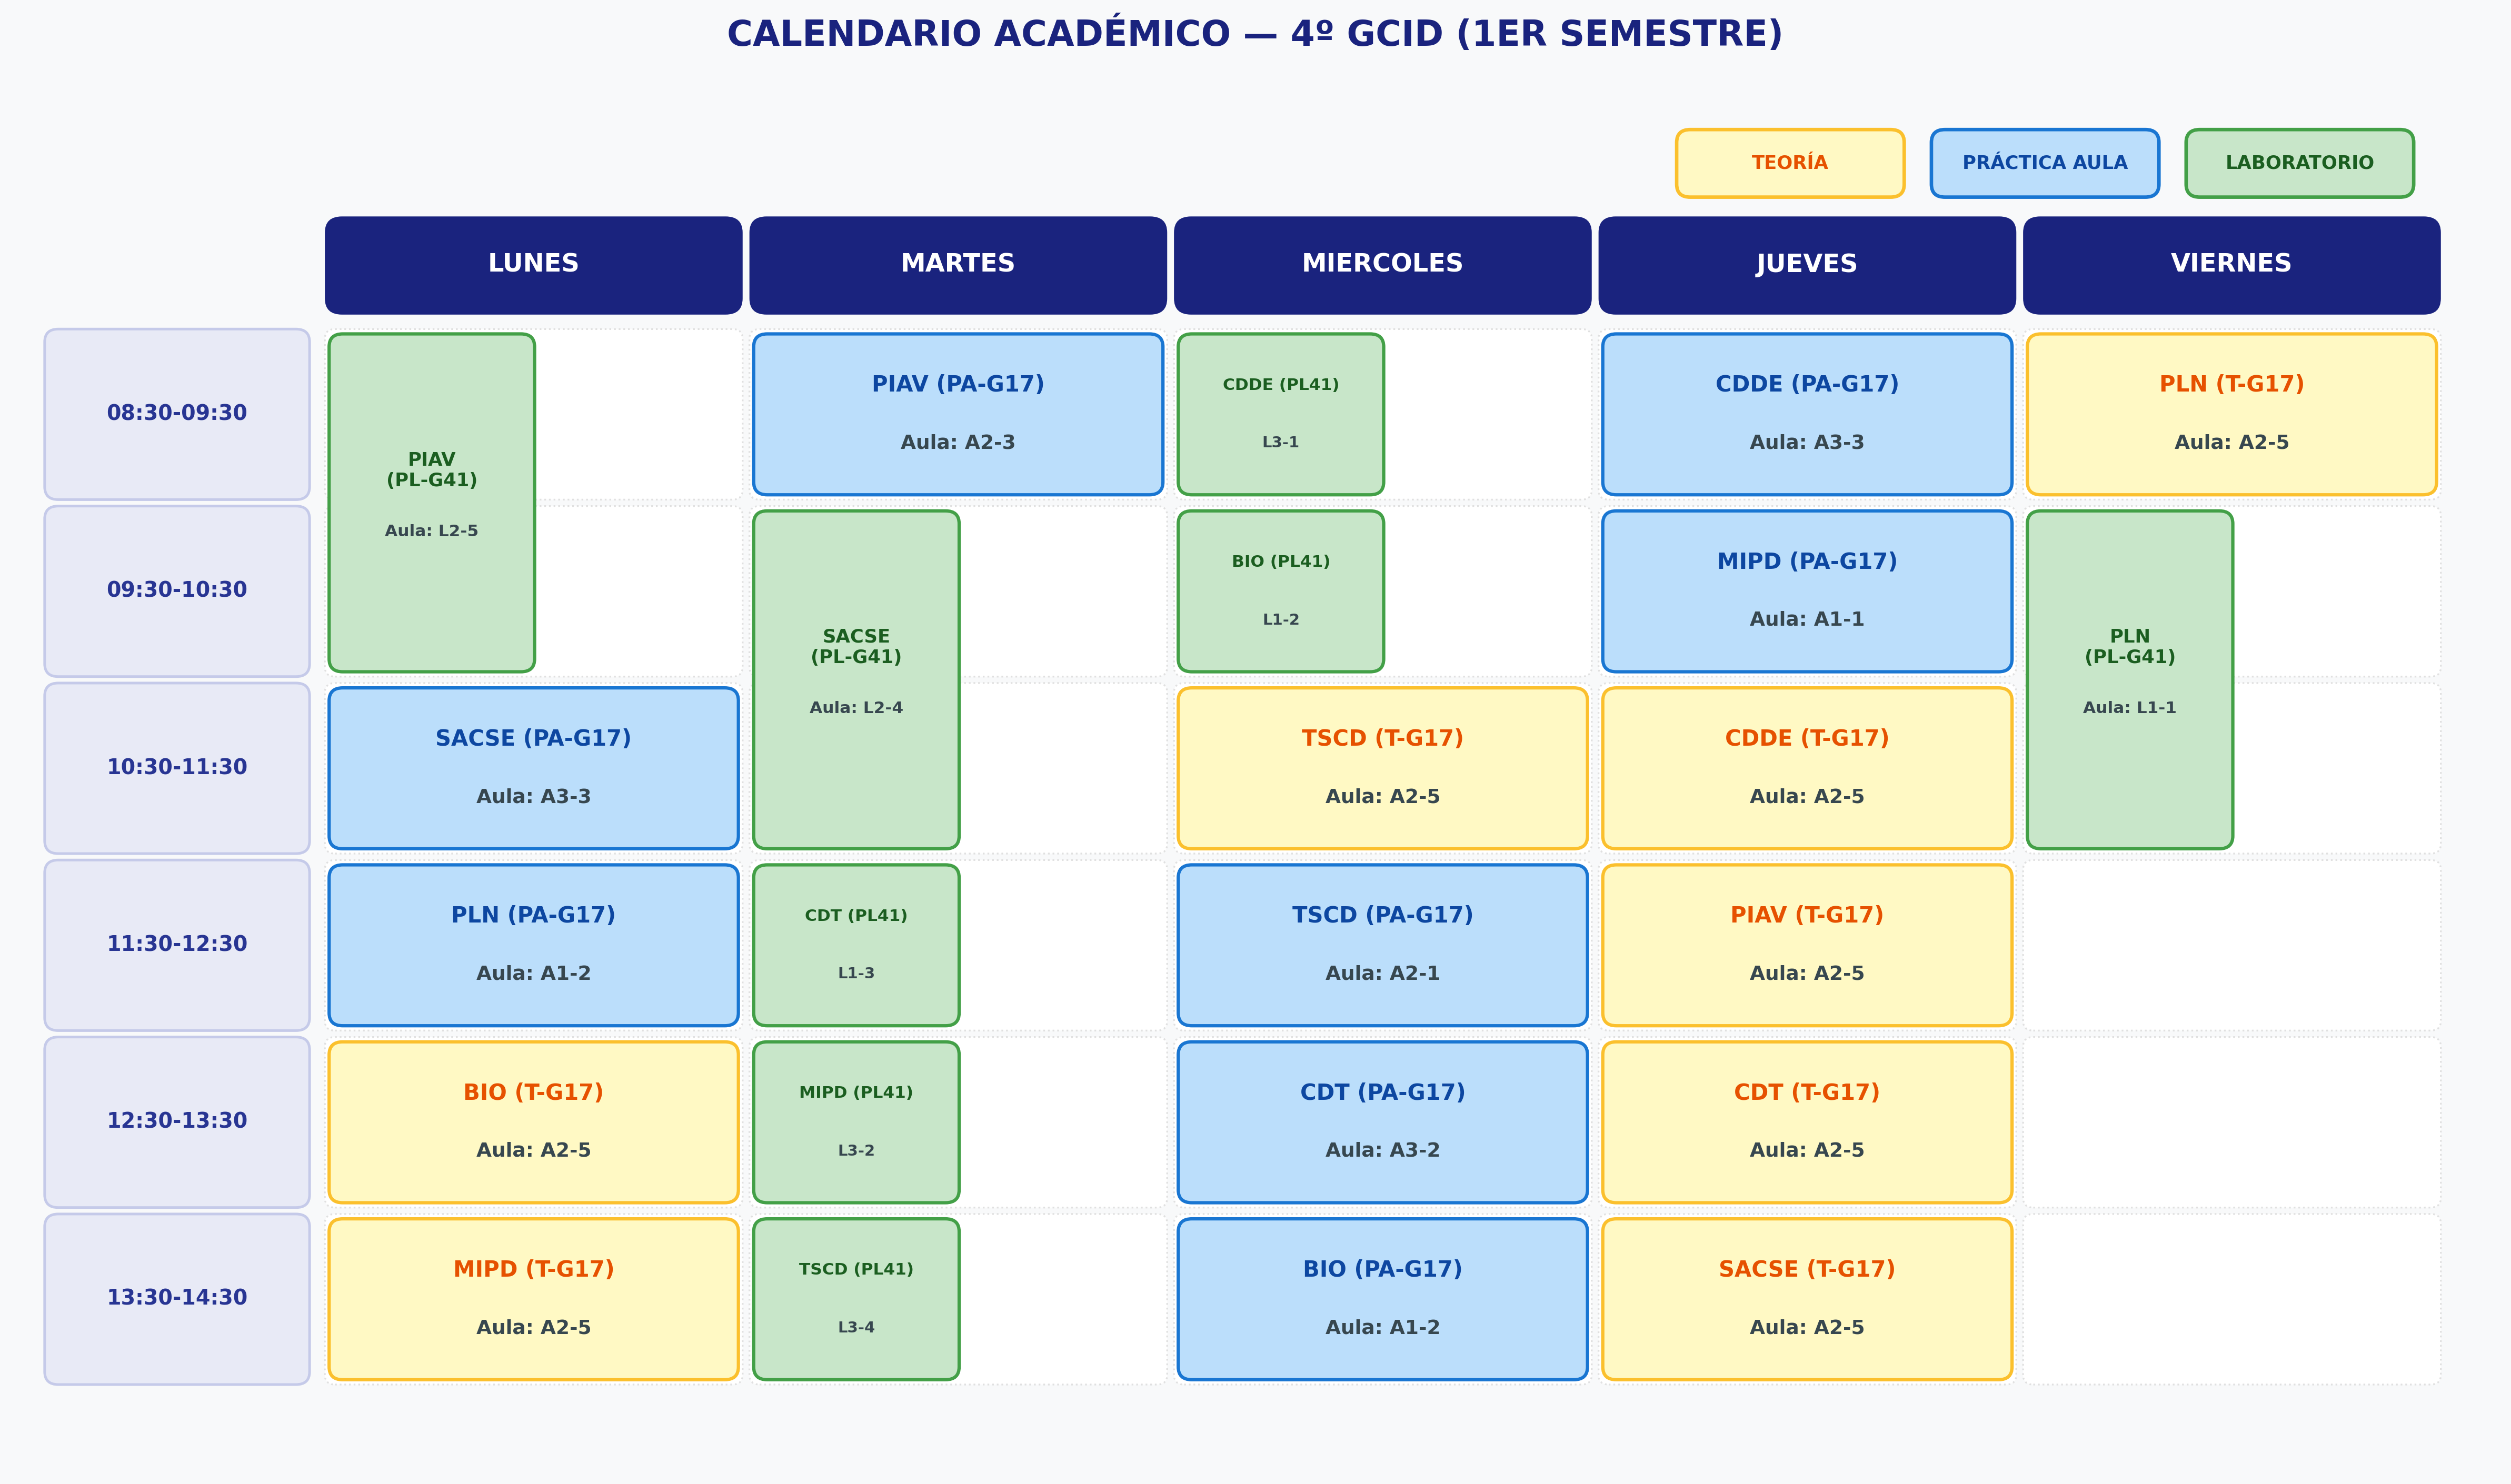 CALENDARIO ACADÉMICO — 4º GCID (1ER SEMESTRE)
TEORÍA
PRÁCTICA AULA
LABORATORIO
LUNES
MARTES
MIERCOLES
JUEVES
VIERNES
08:30-09:30
PIAV
(PL-G41)
Aula: L2-5
PIAV (PA-G17)
Aula: A2-3
CDDE (PL41)
L3-1
CDDE (PA-G17)
Aula: A3-3
PLN (T-G17)
Aula: A2-5
09:30-10:30
SACSE
(PL-G41)
Aula: L2-4
BIO (PL41)
L1-2
MIPD (PA-G17)
Aula: A1-1
PLN
(PL-G41)
Aula: L1-1
10:30-11:30
SACSE (PA-G17)
Aula: A3-3
TSCD (T-G17)
Aula: A2-5
CDDE (T-G17)
Aula: A2-5
11:30-12:30
PLN (PA-G17)
Aula: A1-2
CDT (PL41)
L1-3
TSCD (PA-G17)
Aula: A2-1
PIAV (T-G17)
Aula: A2-5
12:30-13:30
BIO (T-G17)
Aula: A2-5
MIPD (PL41)
L3-2
CDT (PA-G17)
Aula: A3-2
CDT (T-G17)
Aula: A2-5
13:30-14:30
MIPD (T-G17)
Aula: A2-5
TSCD (PL41)
L3-4
BIO (PA-G17)
Aula: A1-2
SACSE (T-G17)
Aula: A2-5